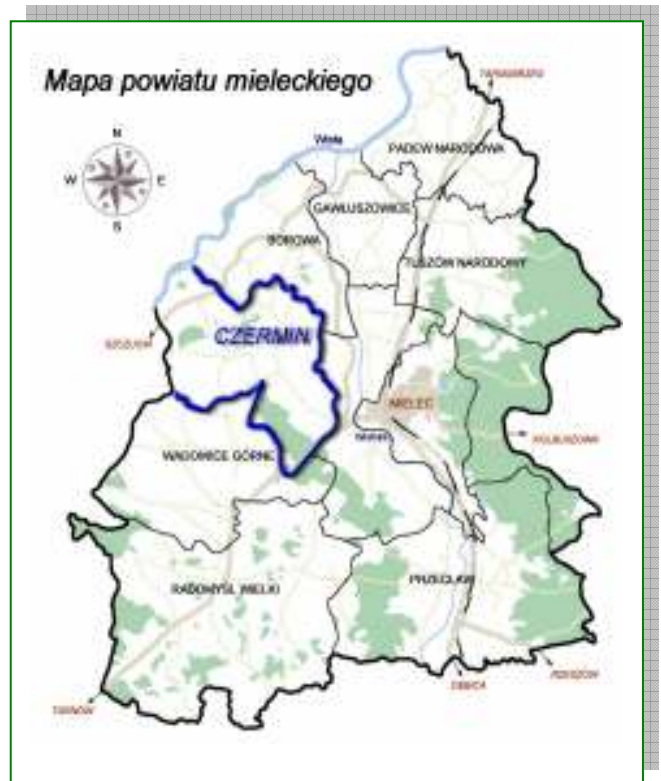 Mapa powiatu mieleckiego
TARNOBRZEG
N
W
E
S
Wisła
PADEW NARODOWA
GAWŁUSZOWICE
BOROWA
TUSZÓW NARODOWY
SZCZUCIN
CZERMIN
MIELEC
KOLBUSZOWA
WADOWICE GÓRNE
RADOMYŚL WIELKI
PRZECŁAW
RZESZÓW
DĘBICA
TARNÓW